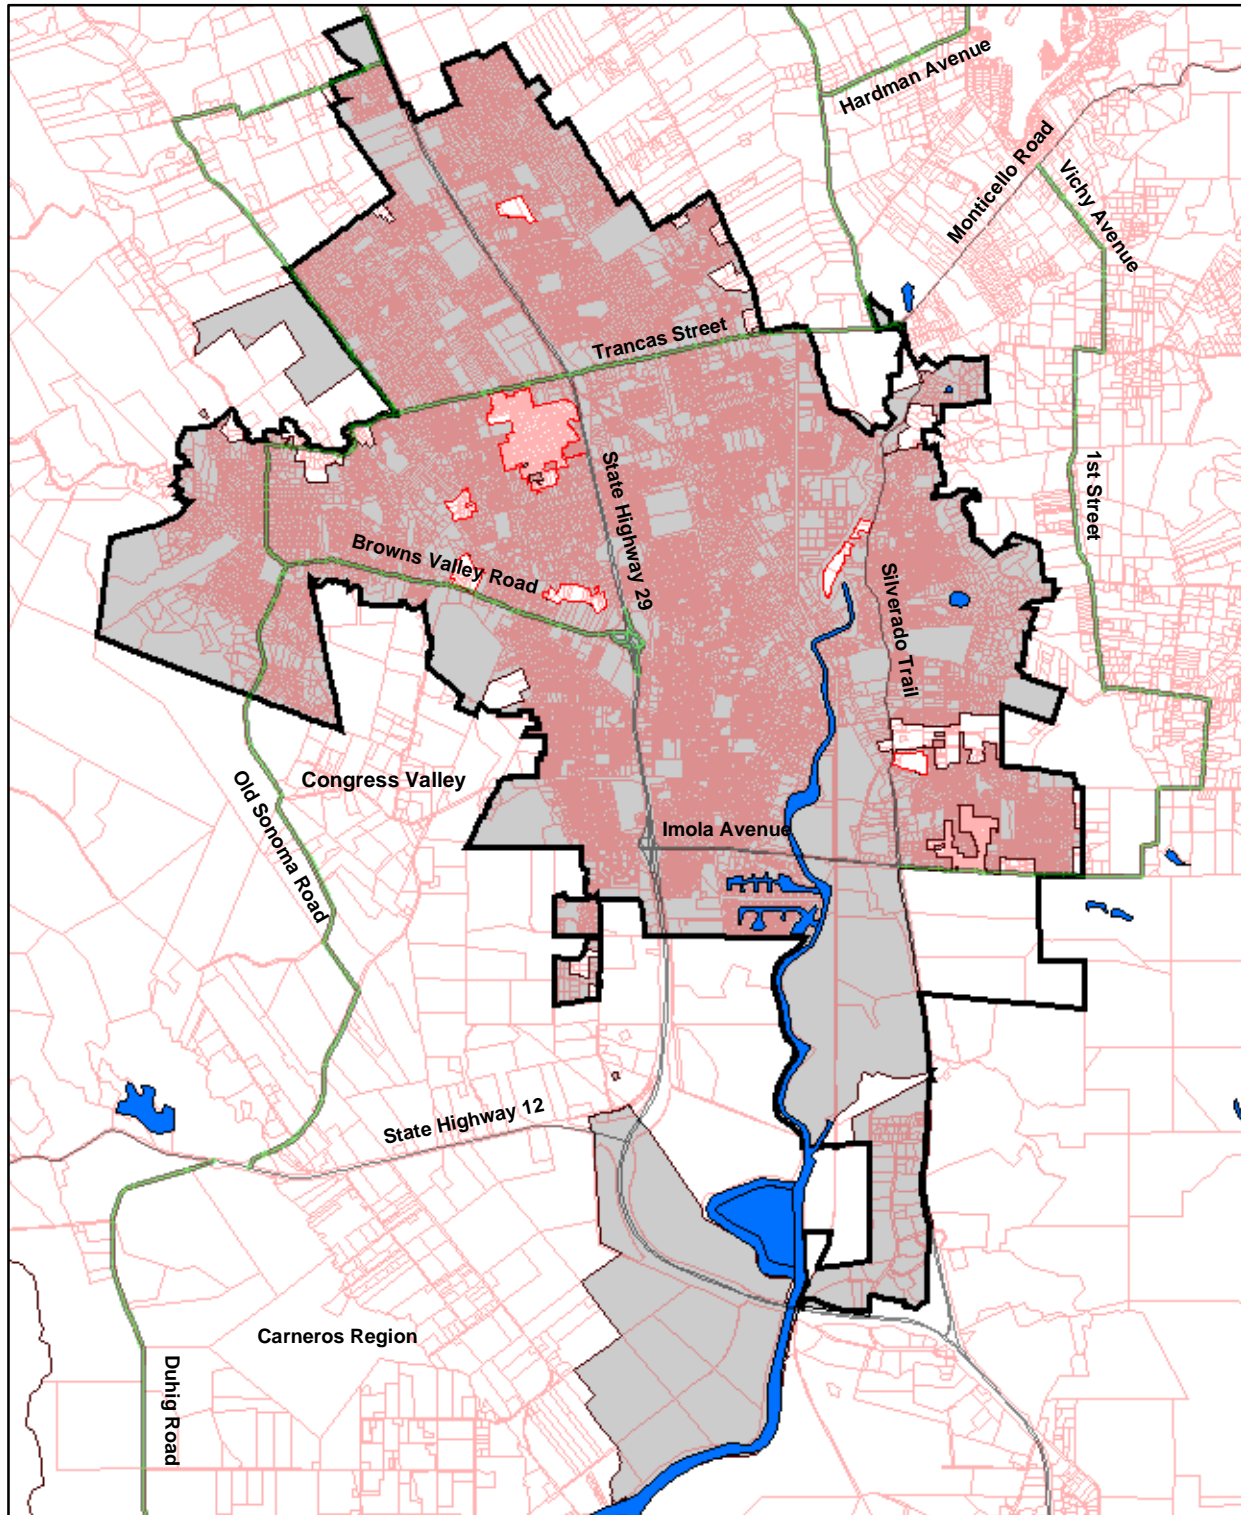 Hardman Avenue
Monticello Road
Vichy Avenue
Trancas Street
1st Street
State Highway 29
Browns Valley Road
Silverado Trail
Congress Valley
Old Sonoma Road
Imola Avenue
State Highway 12
Carneros Region
Duhig Road